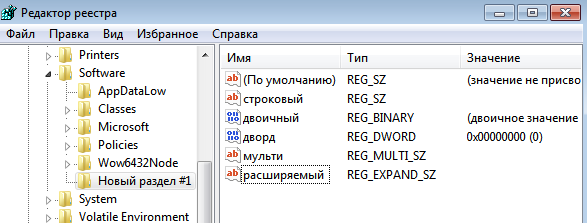 Редактор реестра
Файл Правка Вид Избранное Справка
Printers
Software
AppDataLow
Classes
Microsoft
Policies
Wow6432Node
Новый раздел #1
System
Volatile Environment
Имя Тип Значение
(По умолчанию) REG_SZ (значение не присво
строковый REG_SZ
двоичный REG_BINARY (двоичное значение
дворд REG_DWORD 0x00000000 (0)
мульти REG_MULTI_SZ
расширяемый REG_EXPAND_SZ